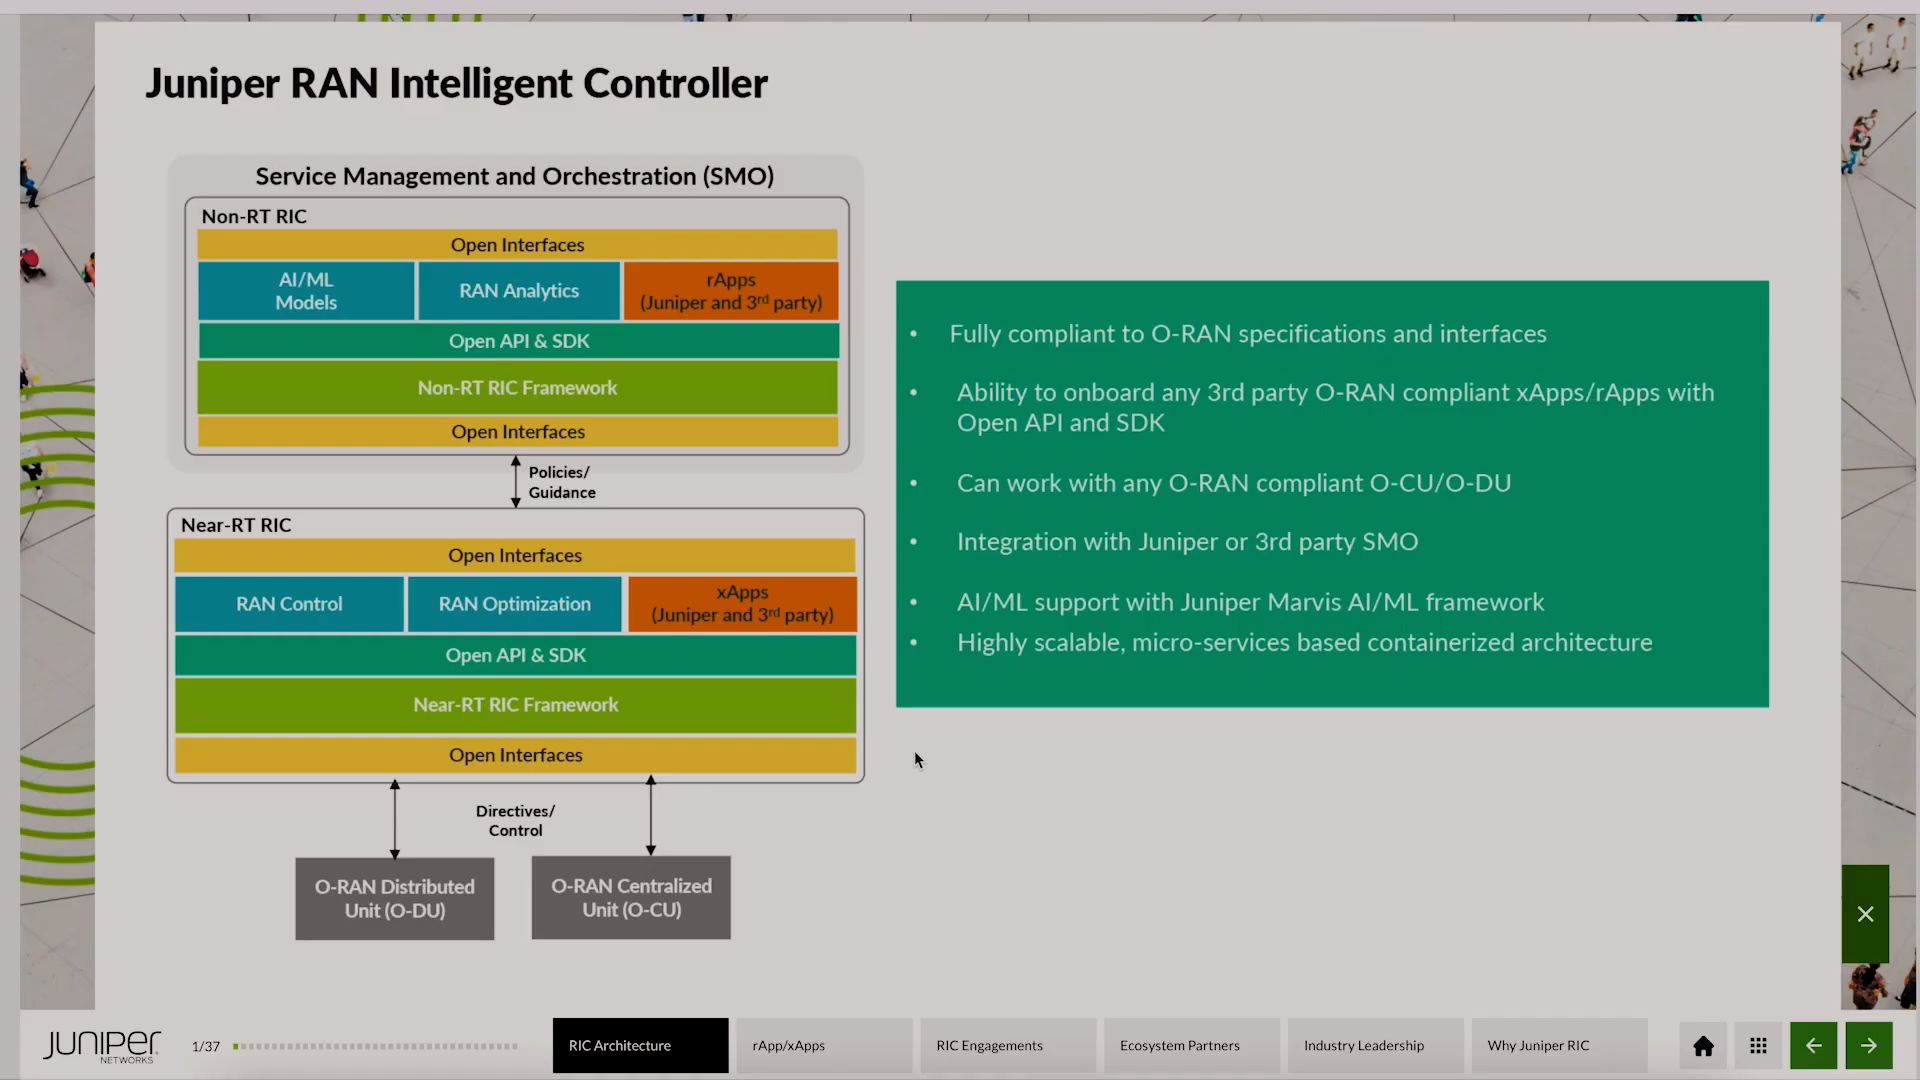 Juniper RAN Intelligent Controller
Service Management and Orchestration (SMO)
Non-RT RIC
Open Interfaces
AI/ML
Models
RAN Analytics
rApps
(Juniper and 3rd party)
Open API & SDK
Non-RT RIC Framework
Open Interfaces
Policies/
Guidance
Near-RT RIC
Open Interfaces
RAN Control
RAN Optimization
xApps
(Juniper and 3rd party)
Open API & SDK
Near-RT RIC Framework
Open Interfaces
Directives/
Control
O-RAN Distributed
Unit (O-DU)
O-RAN Centralized
Unit (O-CU)
• Fully compliant to O-RAN specifications and interfaces
• Ability to onboard any 3rd party O-RAN compliant xApps/rApps with
Open API and SDK
• Can work with any O-RAN compliant O-CU/O-DU
• Integration with Juniper or 3rd party SMO
• AI/ML support with Juniper Marvis AI/ML framework
• Highly scalable, micro-services based containerized architecture
JUNIPER
NETWORKS
1/37
RIC Architecture
rApp/xApps
RIC Engagements
Ecosystem Partners
Industry Leadership
Why Juniper RIC